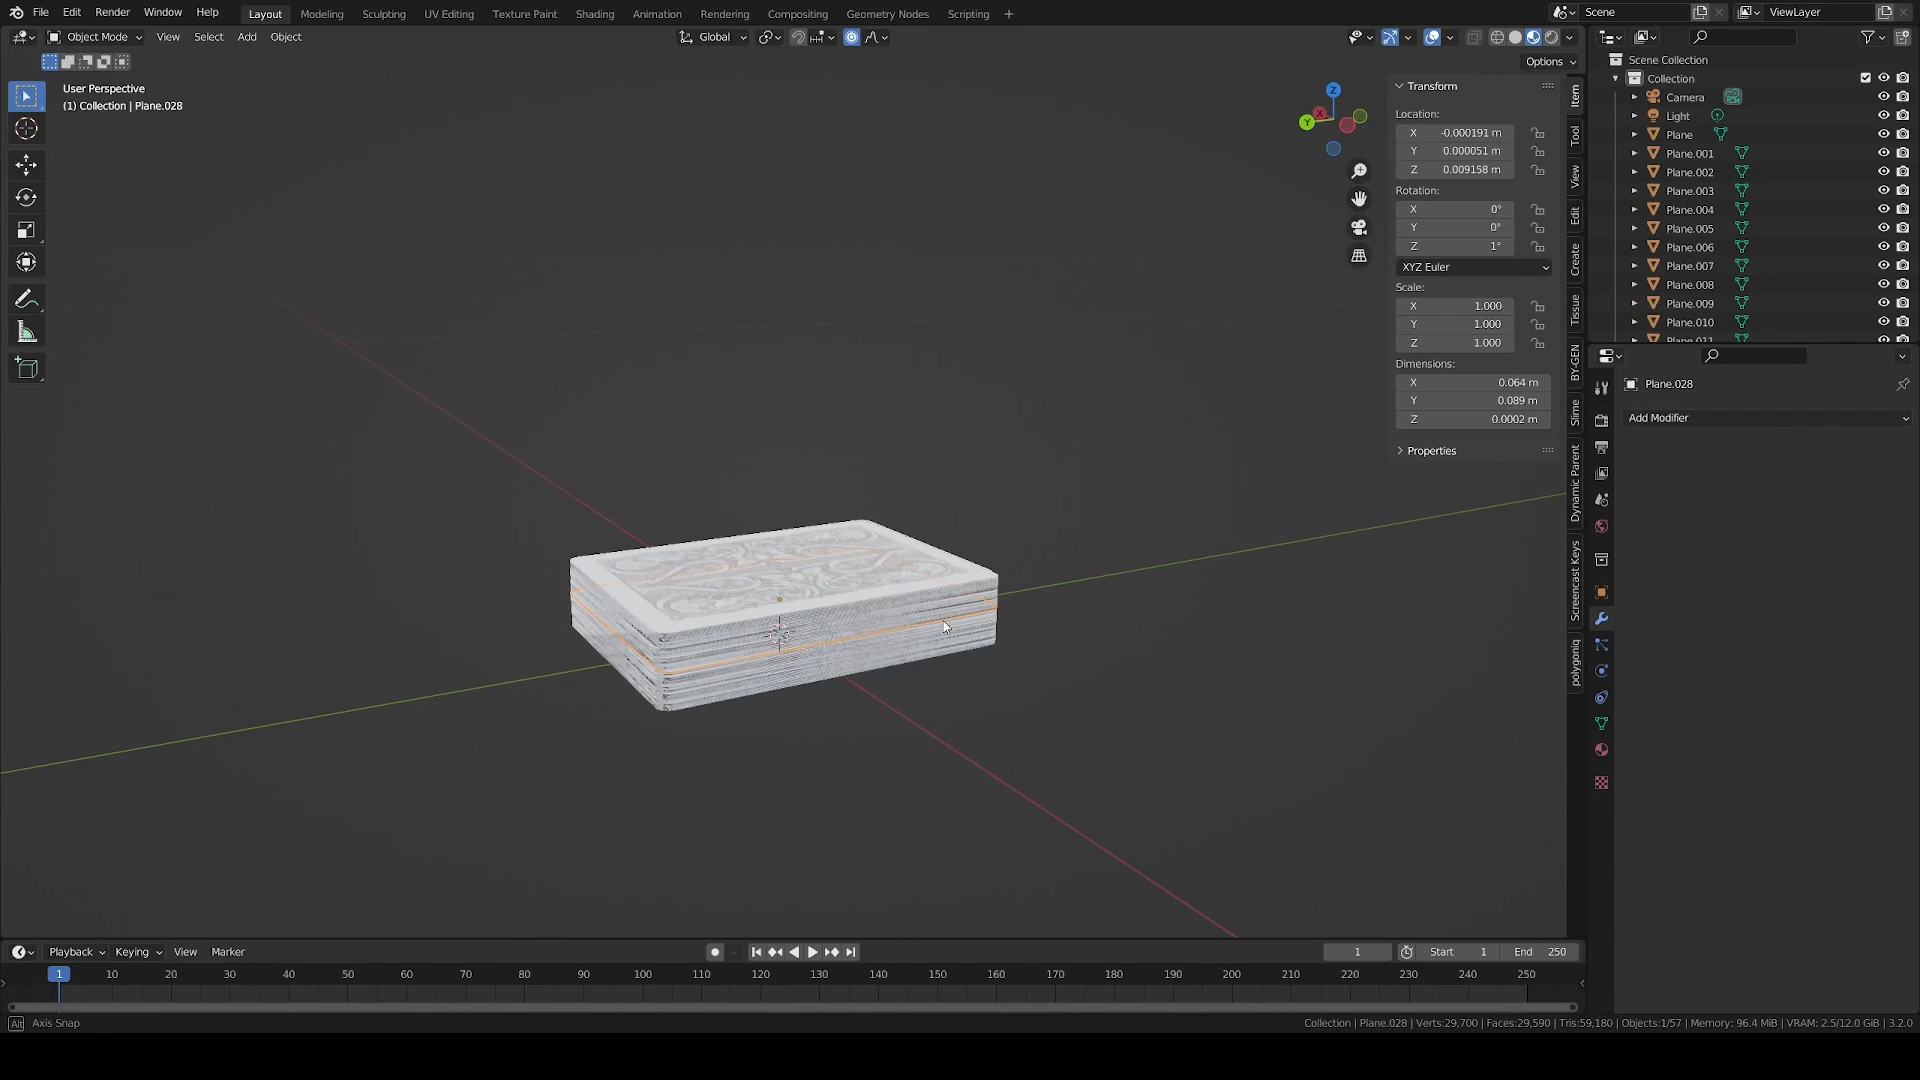 File Edit Render Window Help Layout Modeling Sculpting UV Editing Texture Paint Shading Animation Rendering Compositing Geometry Nodes Scripting + Scene ViewLayer
Object Mode View Select Add Object Global
Options
User Perspective
(1) Collection | Plane.028
Transform
Location:
X -0.000191 m
Y 0.000051 m
Z 0.009158 m
Rotation:
X 0°
Y 0°
Z 1°
XYZ Euler
Scale:
X 1.000
Y 1.000
Z 1.000
Dimensions:
X 0.064 m
Y 0.089 m
Z 0.0002 m
Properties
Item
Tool
View
Edit
Create
Tissue
BY-GEN
Slime
Dynamic Parent
Screencast Keys
polygoniq
Z
Y
X
Scene Collection
Collection
Camera
Light
Plane
Plane.001
Plane.002
Plane.003
Plane.004
Plane.005
Plane.006
Plane.007
Plane.008
Plane.009
Plane.010
Plane.011
Plane.028
Add Modifier
Playback Keying View Marker 1 Start 1 End 250
1 10 20 30 40 50 60 70 80 90 100 110 120 130 140 150 160 170 180 190 200 210 220 230 240 250
Alt Axis Snap
Collection | Plane.028 | Verts:29,700 | Faces:29,590 | Tris:59,180 | Objects:1/57 | Memory: 96.4 MiB | VRAM: 2.5/12.0 GiB | 3.2.0